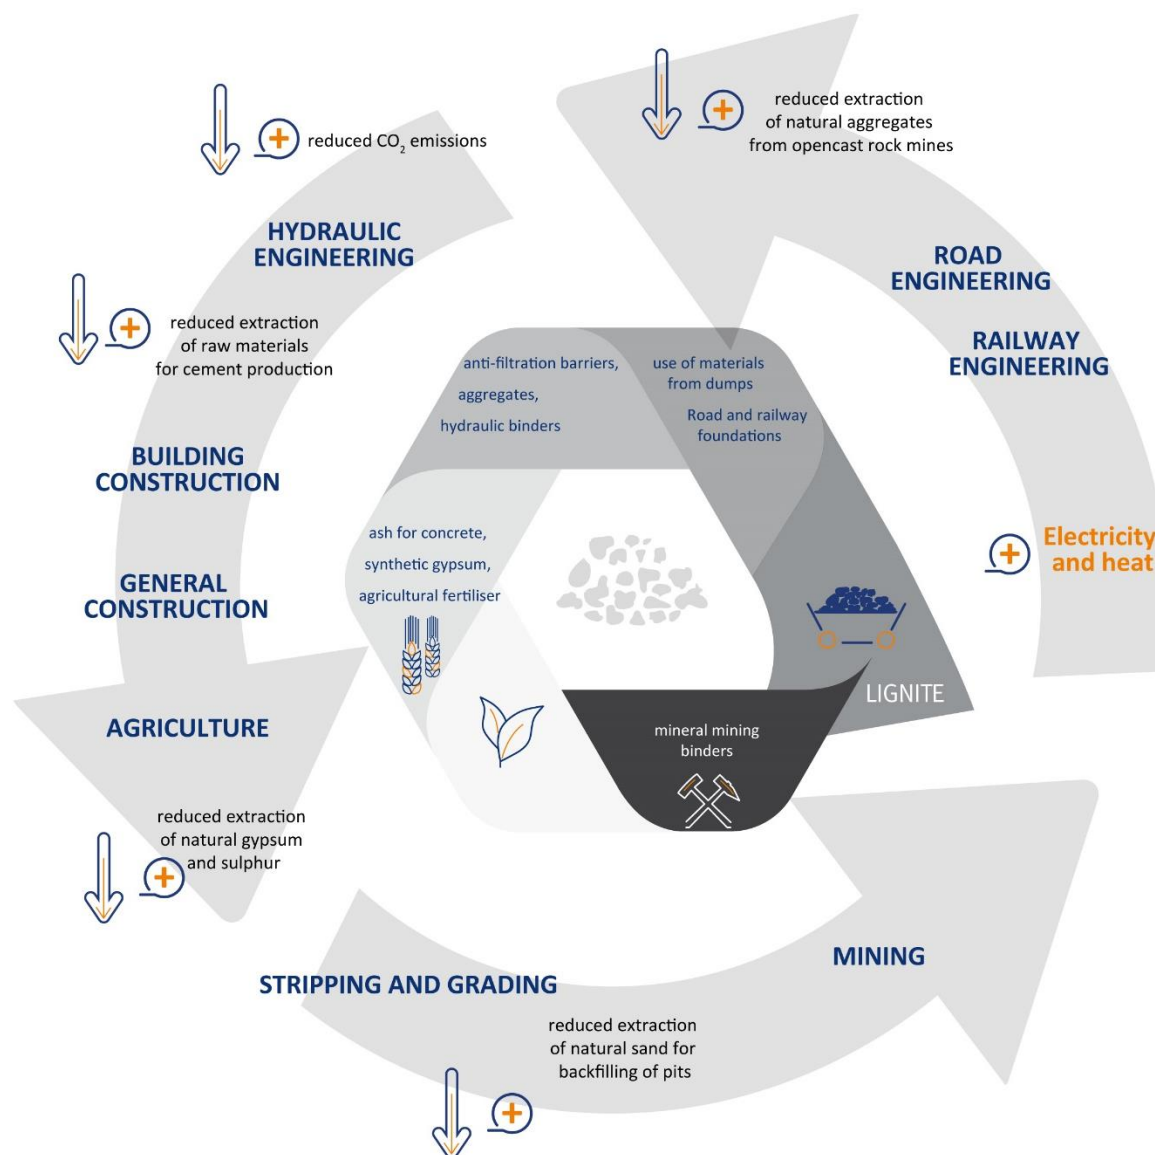 reduced extraction
of natural aggregates
from opencast rock mines
reduced CO₂ emissions
HYDRAULIC
ENGINEERING
ROAD
ENGINEERING
reduced extraction
of raw materials
for cement production
RAILWAY
ENGINEERING
anti-filtration barriers,
aggregates,
hydraulic binders
use of materials
from dumps
Road and railway
foundations
BUILDING
CONSTRUCTION
ash for concrete,
synthetic gypsum,
agricultural fertiliser
Electricity
and heat
GENERAL
CONSTRUCTION
LIGNITE
AGRICULTURE
mineral mining
binders
reduced extraction
of natural gypsum
and sulphur
MINING
STRIPPING AND GRADING
reduced extraction
of natural sand for
backfilling of pits